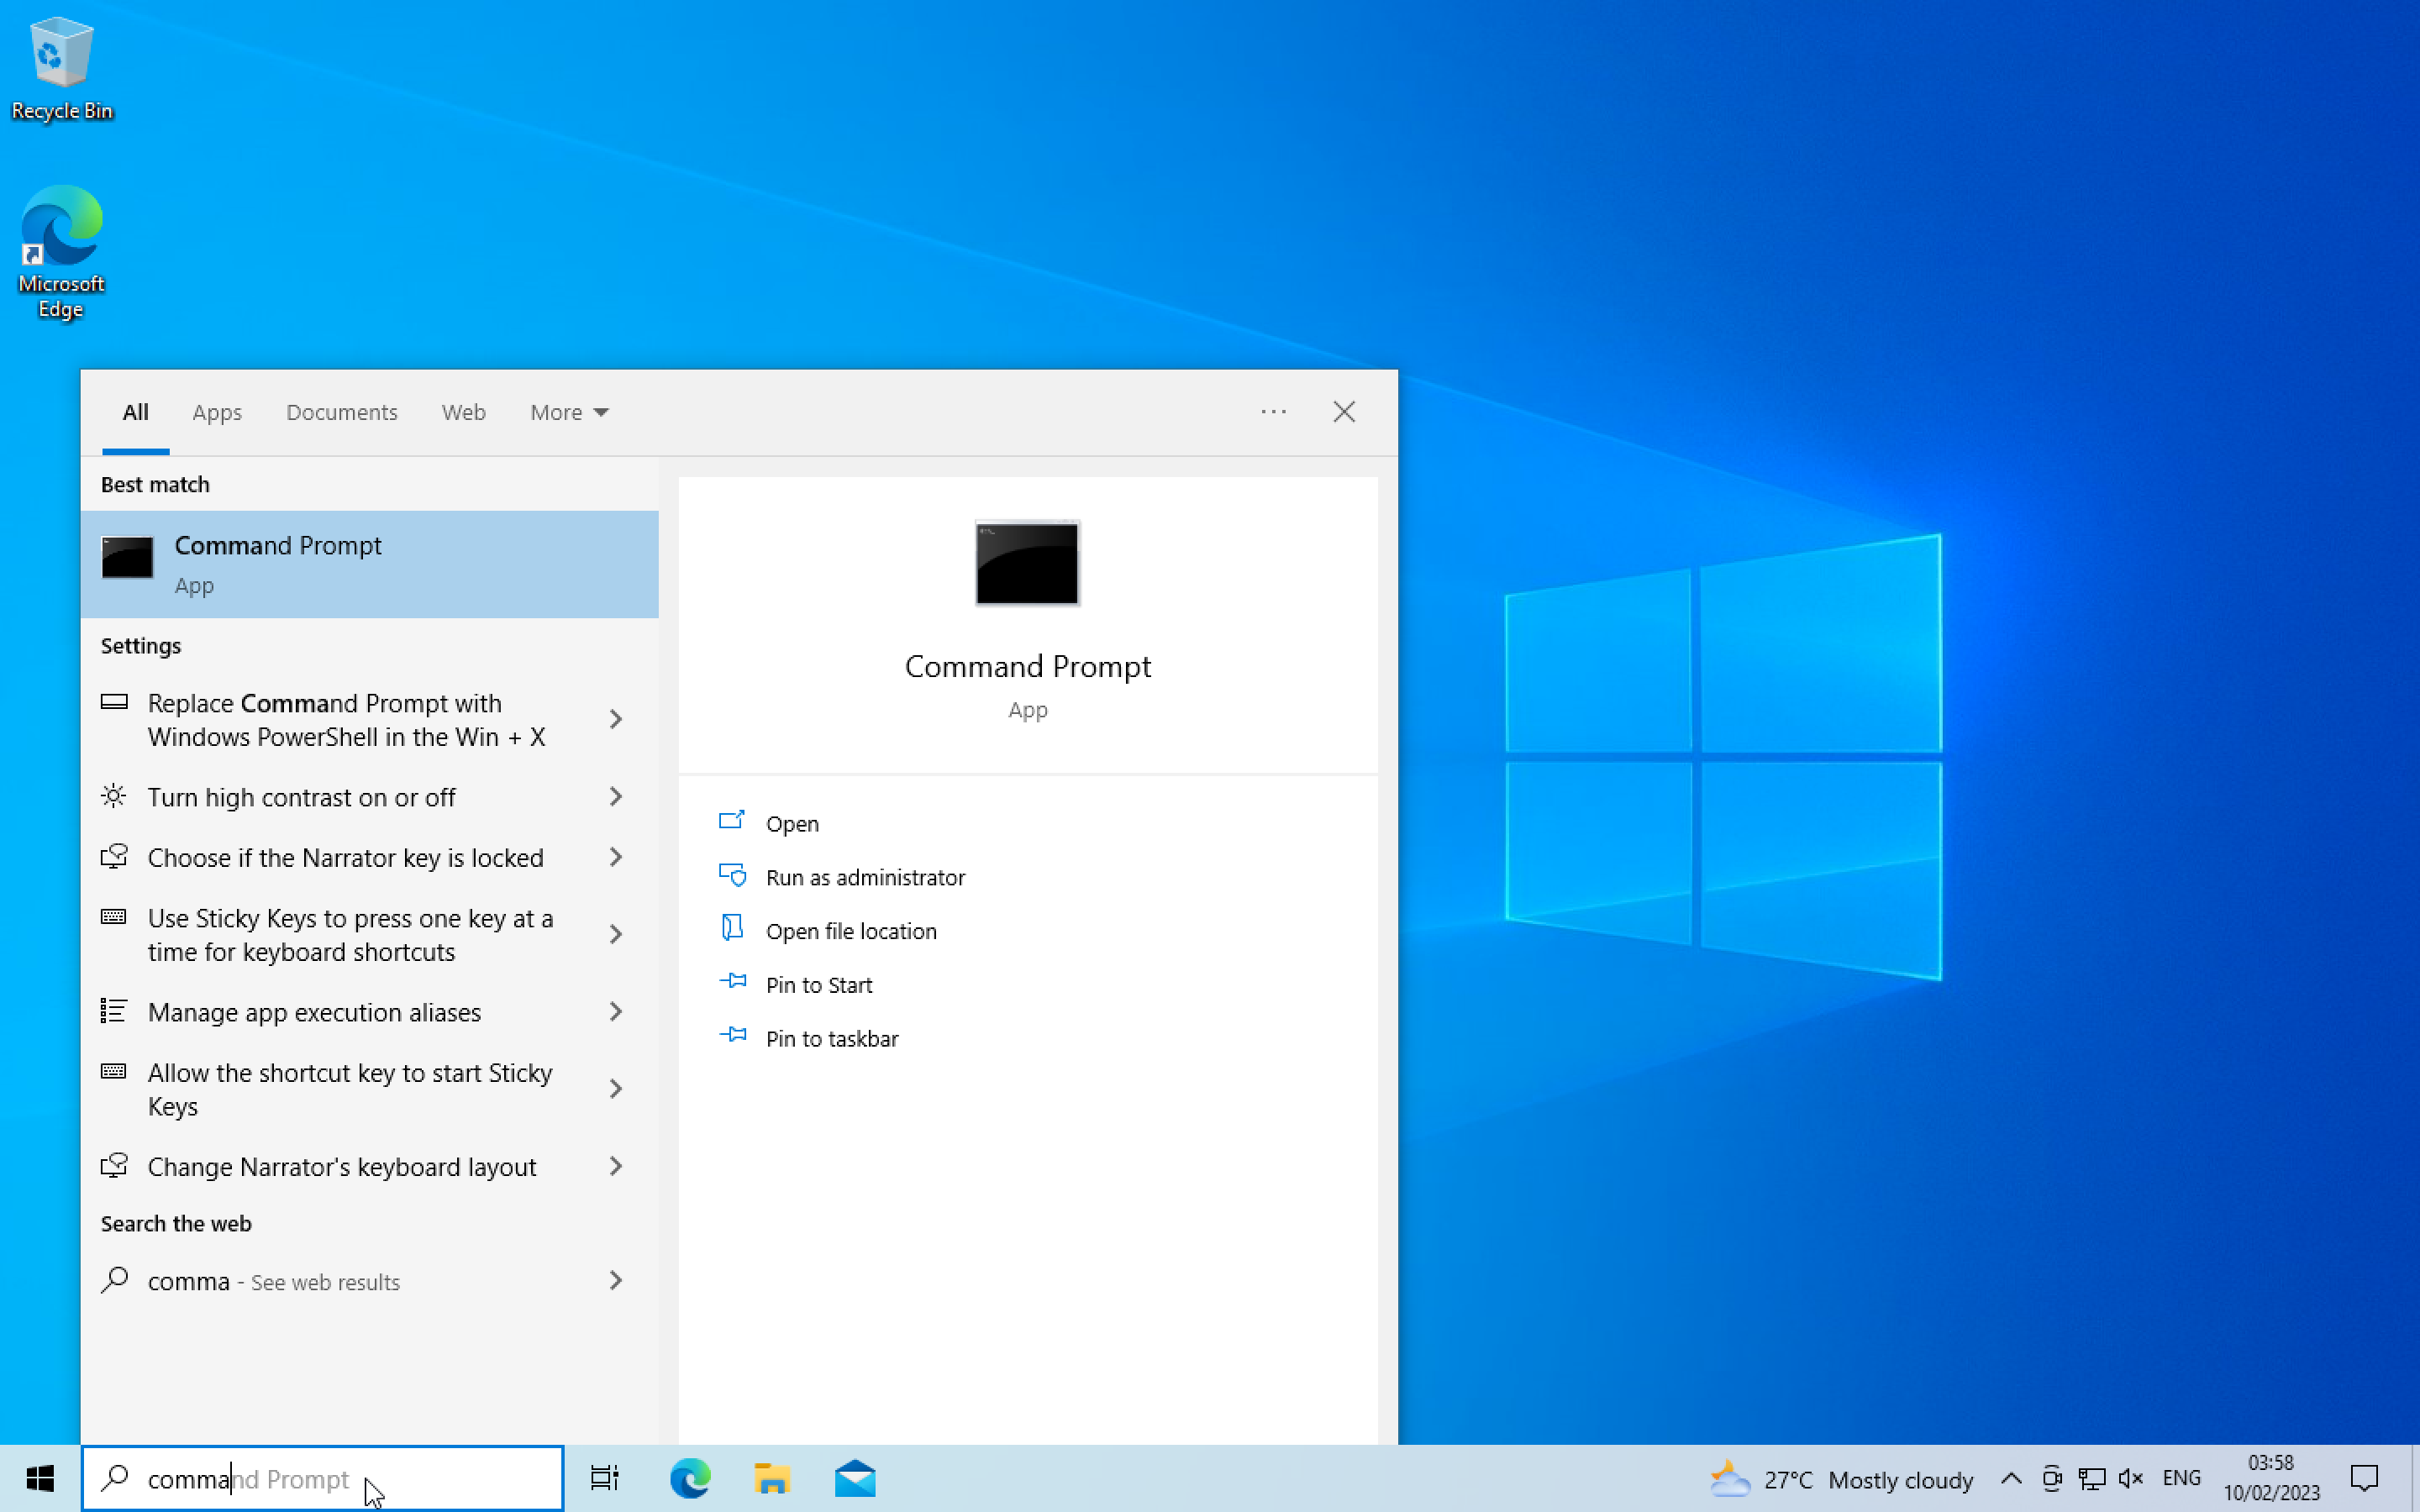 Recycle Bin
Microsoft
Edge
All Apps Documents Web More
Best match
Command Prompt
App
Settings
Replace Command Prompt with
Windows PowerShell in the Win + X
Turn high contrast on or off
Choose if the Narrator key is locked
Use Sticky Keys to press one key at a
time for keyboard shortcuts
Manage app execution aliases
Allow the shortcut key to start Sticky
Keys
Change Narrator's keyboard layout
Search the web
comma - See web results
Command Prompt
App
Open
Run as administrator
Open file location
Pin to Start
Pin to taskbar
command Prompt
27°C Mostly cloudy
ENG
03:58
10/02/2023